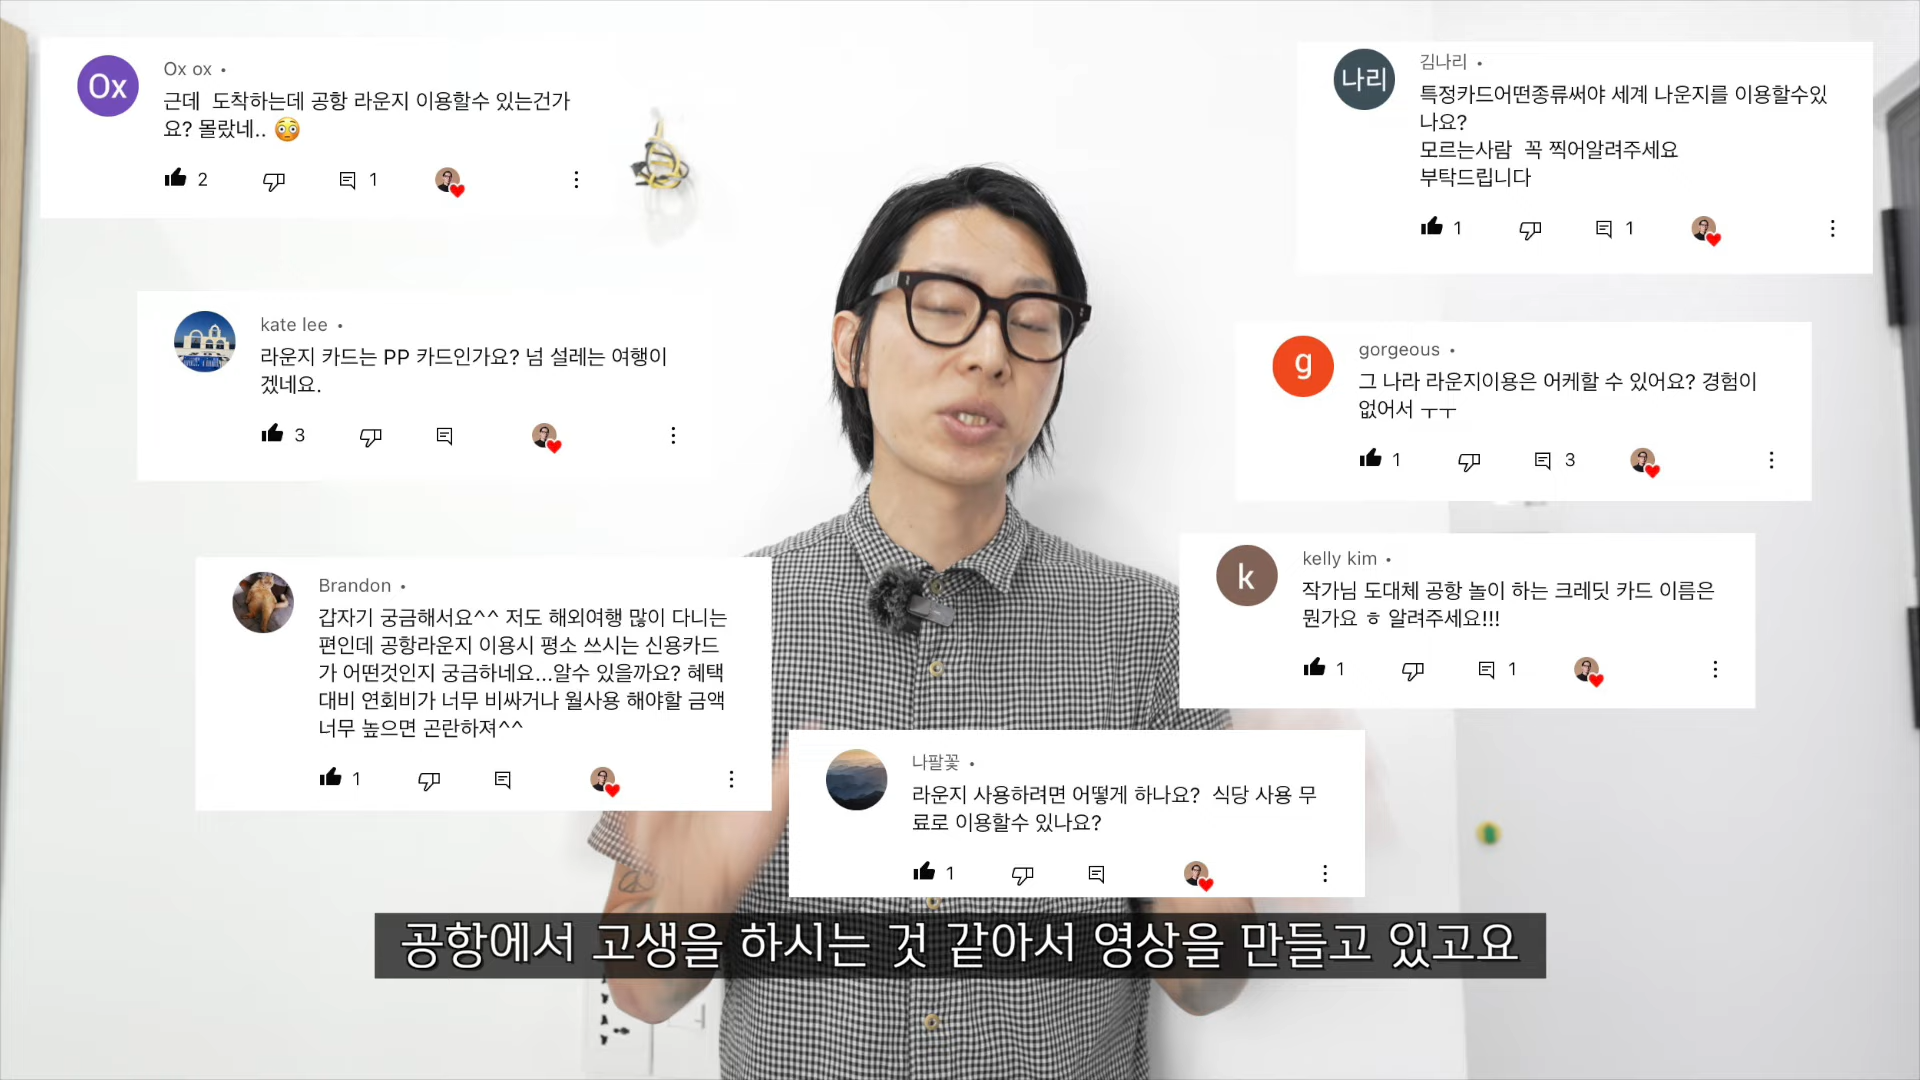 Ox
Ox ox •
근데  도착하는데 공항 라운지 이용할수 있는건가
요? 몰랐네.. 😳
2
1
나리
김나리 •
특정카드어떤종류써야 세계 나운지를 이용할수있
나요?
모르는사람  꼭 찍어알려주세요
부탁드립니다
1
1
kate lee •
라운지 카드는 PP 카드인가요? 넘 설레는 여행이
겠네요.
3
g
gorgeous •
그 나라 라운지이용은 어케할 수 있어요? 경험이
없어서 ㅜㅜ
1
3
Brandon •
갑자기 궁금해서요^^ 저도 해외여행 많이 다니는
편인데 공항라운지 이용시 평소 쓰시는 신용카드
가 어떤것인지 궁금하네요...알수 있을까요? 혜택
대비 연회비가 너무 비싸거나 월사용 해야할 금액
너무 높으면 곤란하져^^
1
k
kelly kim •
작가님 도대체 공항 놀이 하는 크레딧 카드 이름은
뭔가요 ㅎ 알려주세요!!!
1
1
나팔꽃 •
라운지 사용하려면 어떻게 하나요?  식당 사용 무
료로 이용할수 있나요?
1
공항에서 고생을 하시는 것 같아서 영상을 만들고 있고요